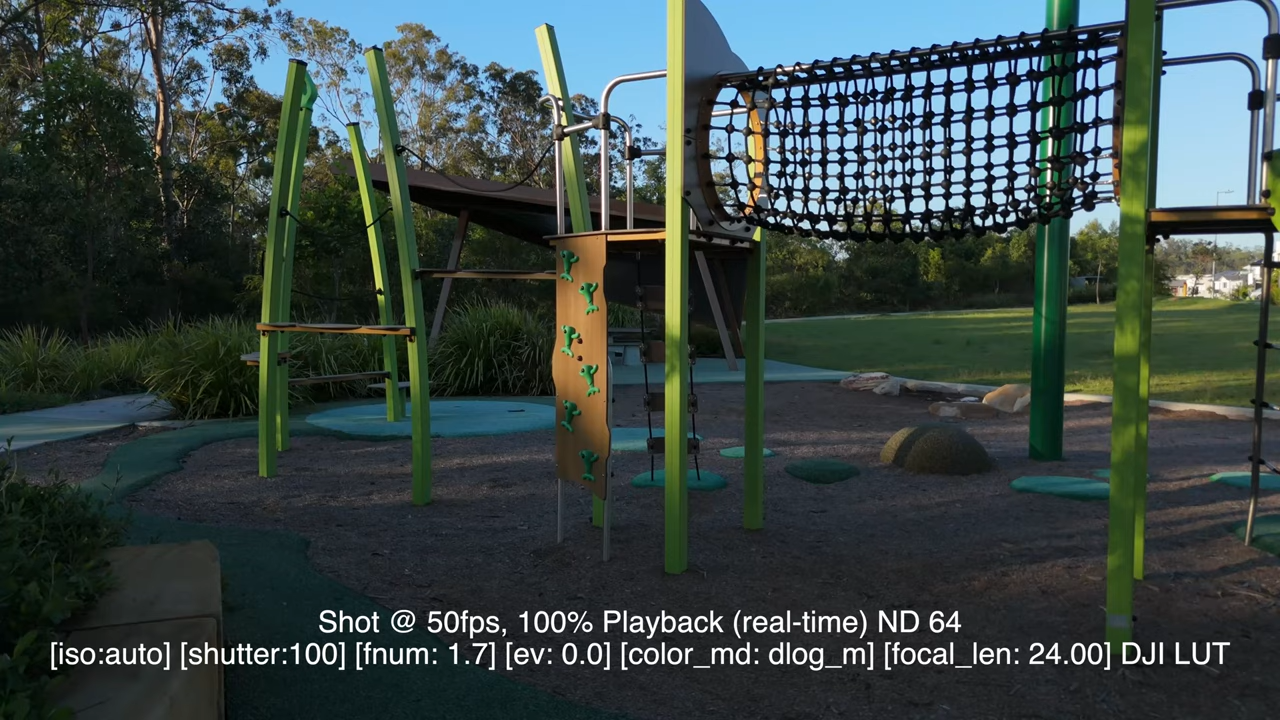 Shot @ 50fps, 100% Playback (real-time) ND 64
[iso:auto] [shutter:100] [fnum: 1.7] [ev: 0.0] [color_md: dlog_m] [focal_len: 24.00] DJI LUT